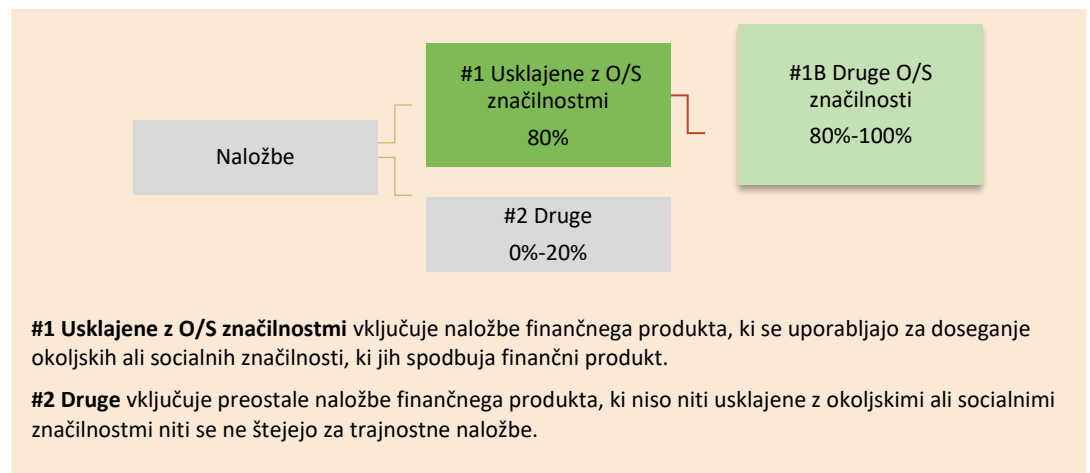 #1 Usklajene z O/S
značilnostmi
80%
#1B Druge O/S
značilnosti
80%-100%
Naložbe
#2 Druge
0%-20%
#1 Usklajene z O/S značilnostmi vključuje naložbe finančnega produkta, ki se uporabljajo za doseganje
okoljskih ali socialnih značilnosti, ki jih spodbuja finančni produkt.
#2 Druge vključuje preostale naložbe finančnega produkta, ki niso niti usklajene z okoljskimi ali socialnimi
značilnostmi niti se ne štejejo za trajnostne naložbe.